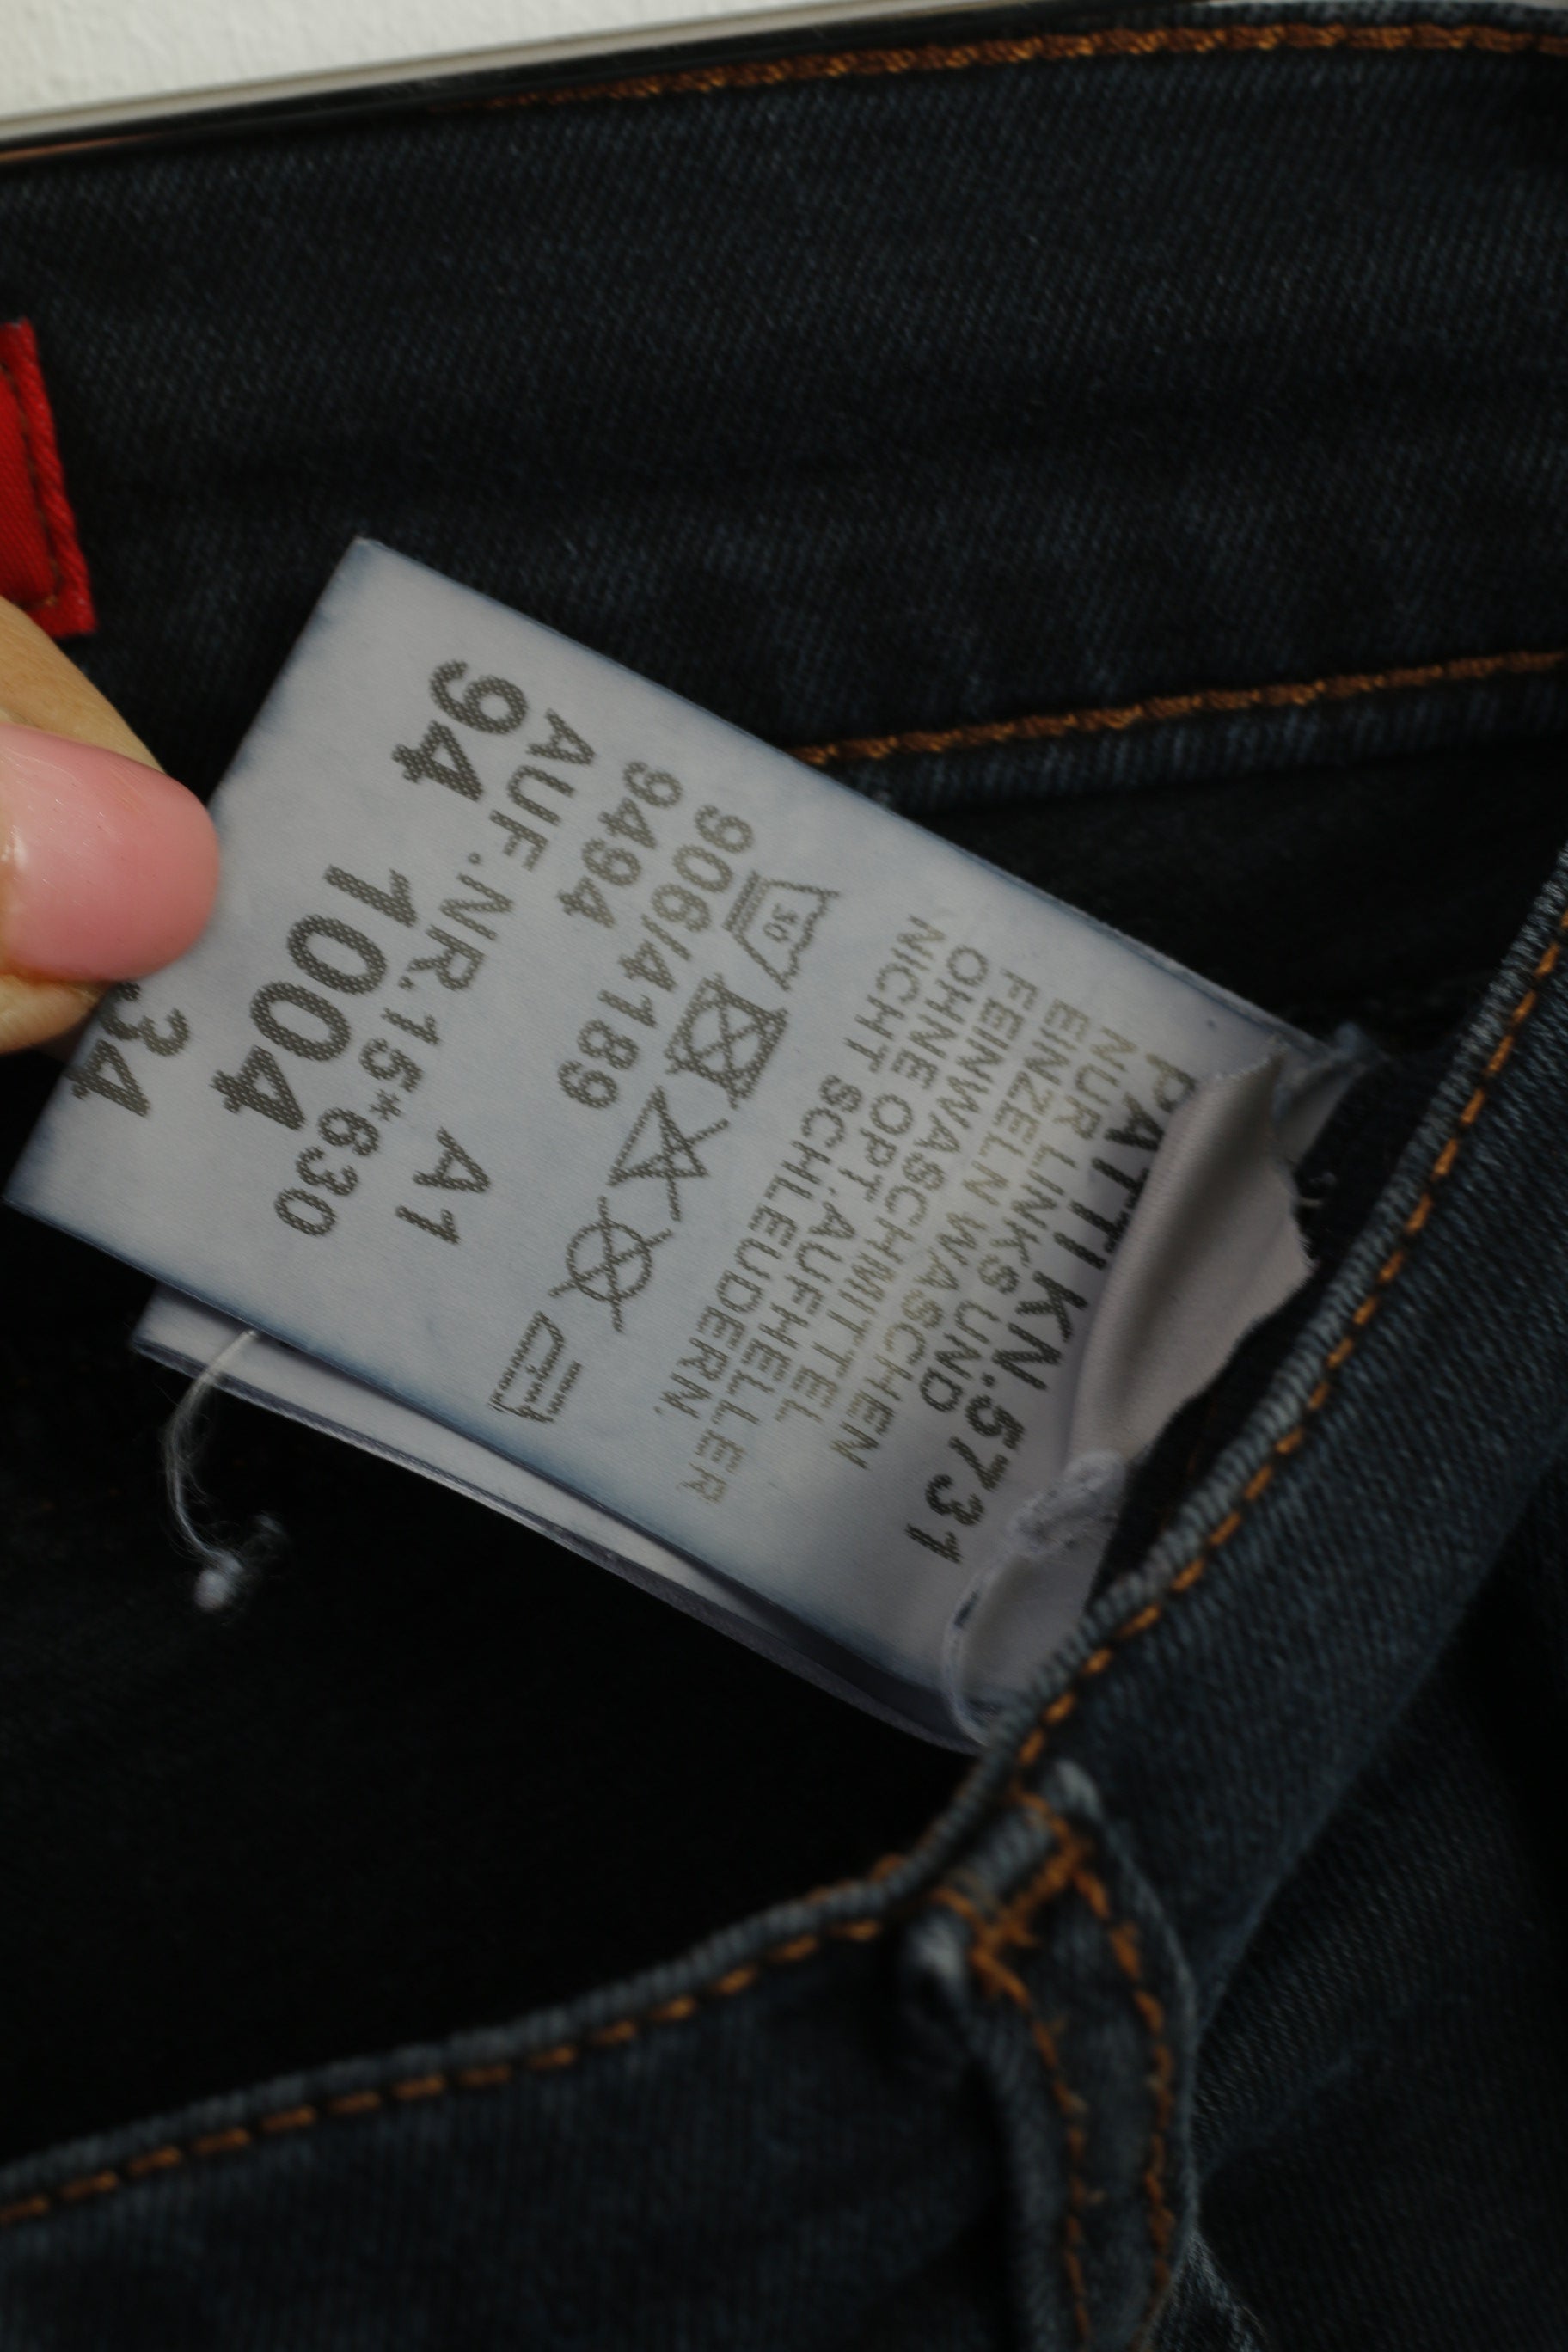 PATTI KN:5731
NUR LINKS UND
EINZELN WASCHEN
FEINWASCHMITTEL
OHNE OPT.AUFHELLER
NICHT SCHLEUDERN.
30
906/4189
9494 A1
AUF.NR.15*630
94 1004
34